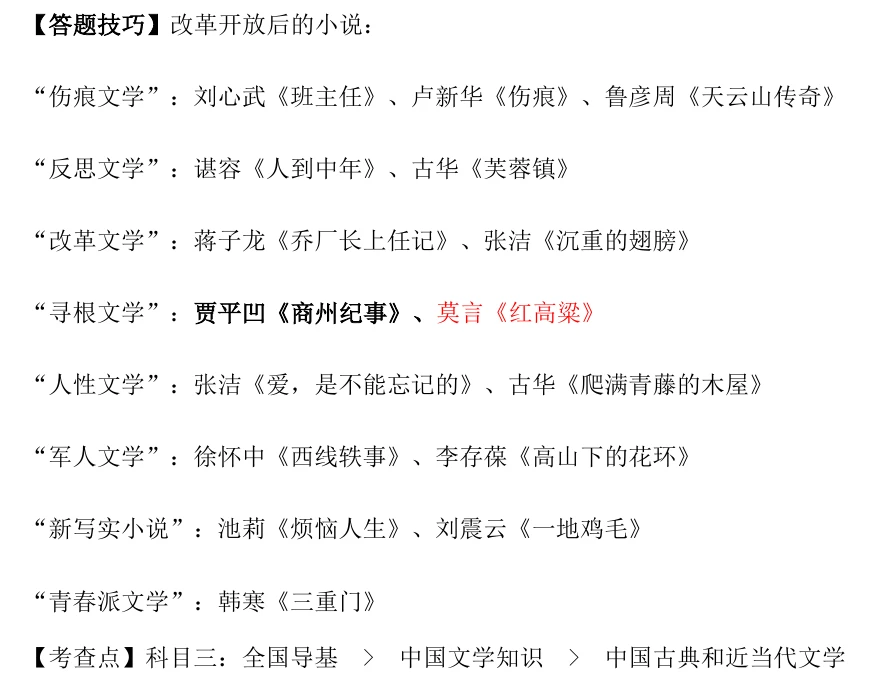 【答题技巧】改革开放后的小说：
“伤痕文学”：刘心武《班主任》、卢新华《伤痕》、鲁彦周《天云山传奇》
“反思文学”：谌容《人到中年》、古华《芙蓉镇》
“改革文学”：蒋子龙《乔厂长上任记》、张洁《沉重的翅膀》
“寻根文学”：贾平凹《商州纪事》、莫言《红高粱》
“人性文学”：张洁《爱，是不能忘记的》、古华《爬满青藤的木屋》
“军人文学”：徐怀中《西线轶事》、李存葆《高山下的花环》
“新写实小说”：池莉《烦恼人生》、刘震云《一地鸡毛》
“青春派文学”：韩寒《三重门》
【考查点】科目三：全国导基 > 中国文学知识 > 中国古典和近当代文学